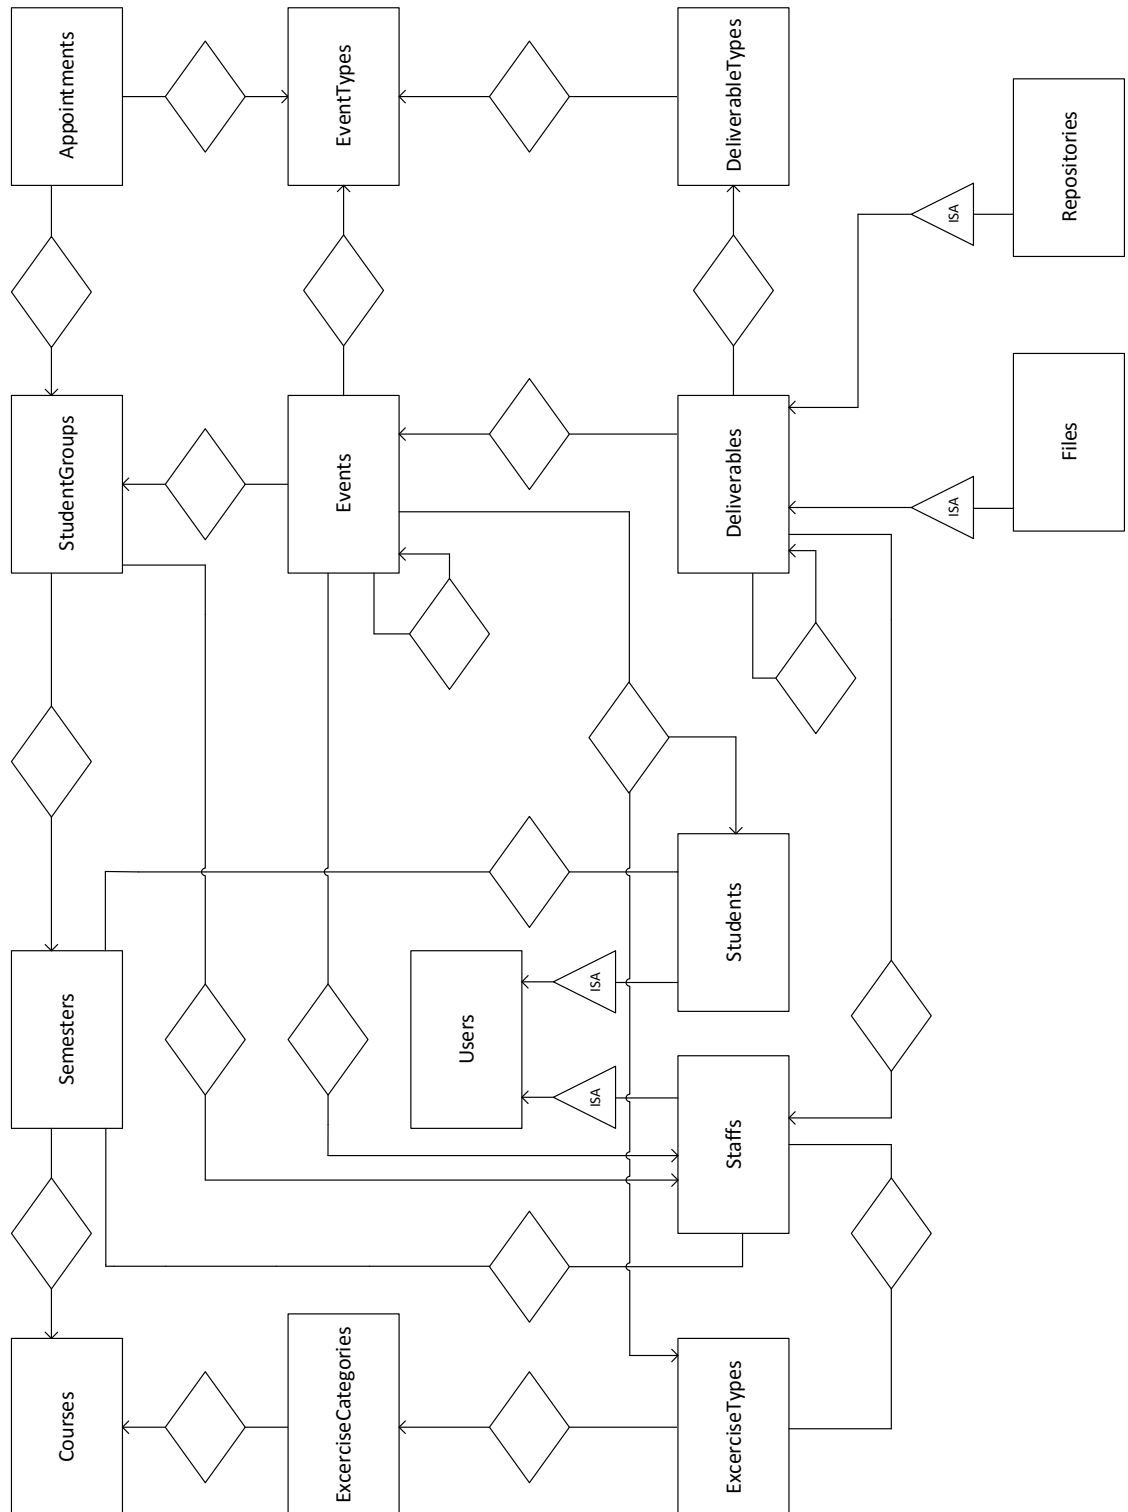 Appointments
EventTypes
DeliverableTypes
Repositories
ISA
StudentGroups
Events
Deliverables
ISA
Files
Semesters
Users
ISA
ISA
Students
Staffs
Courses
ExcerciseCategories
ExcerciseTypes